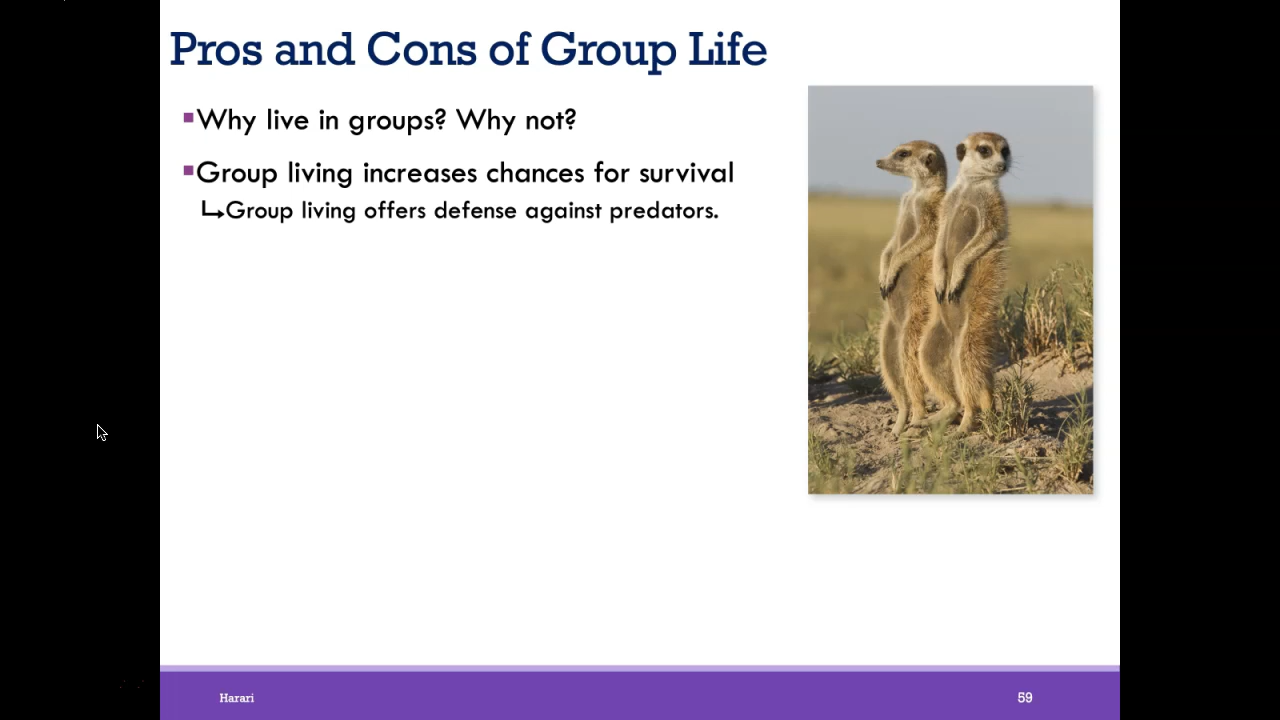 Pros and Cons of Group Life
Why live in groups? Why not?
Group living increases chances for survival
Group living offers defense against predators.
Harari
59